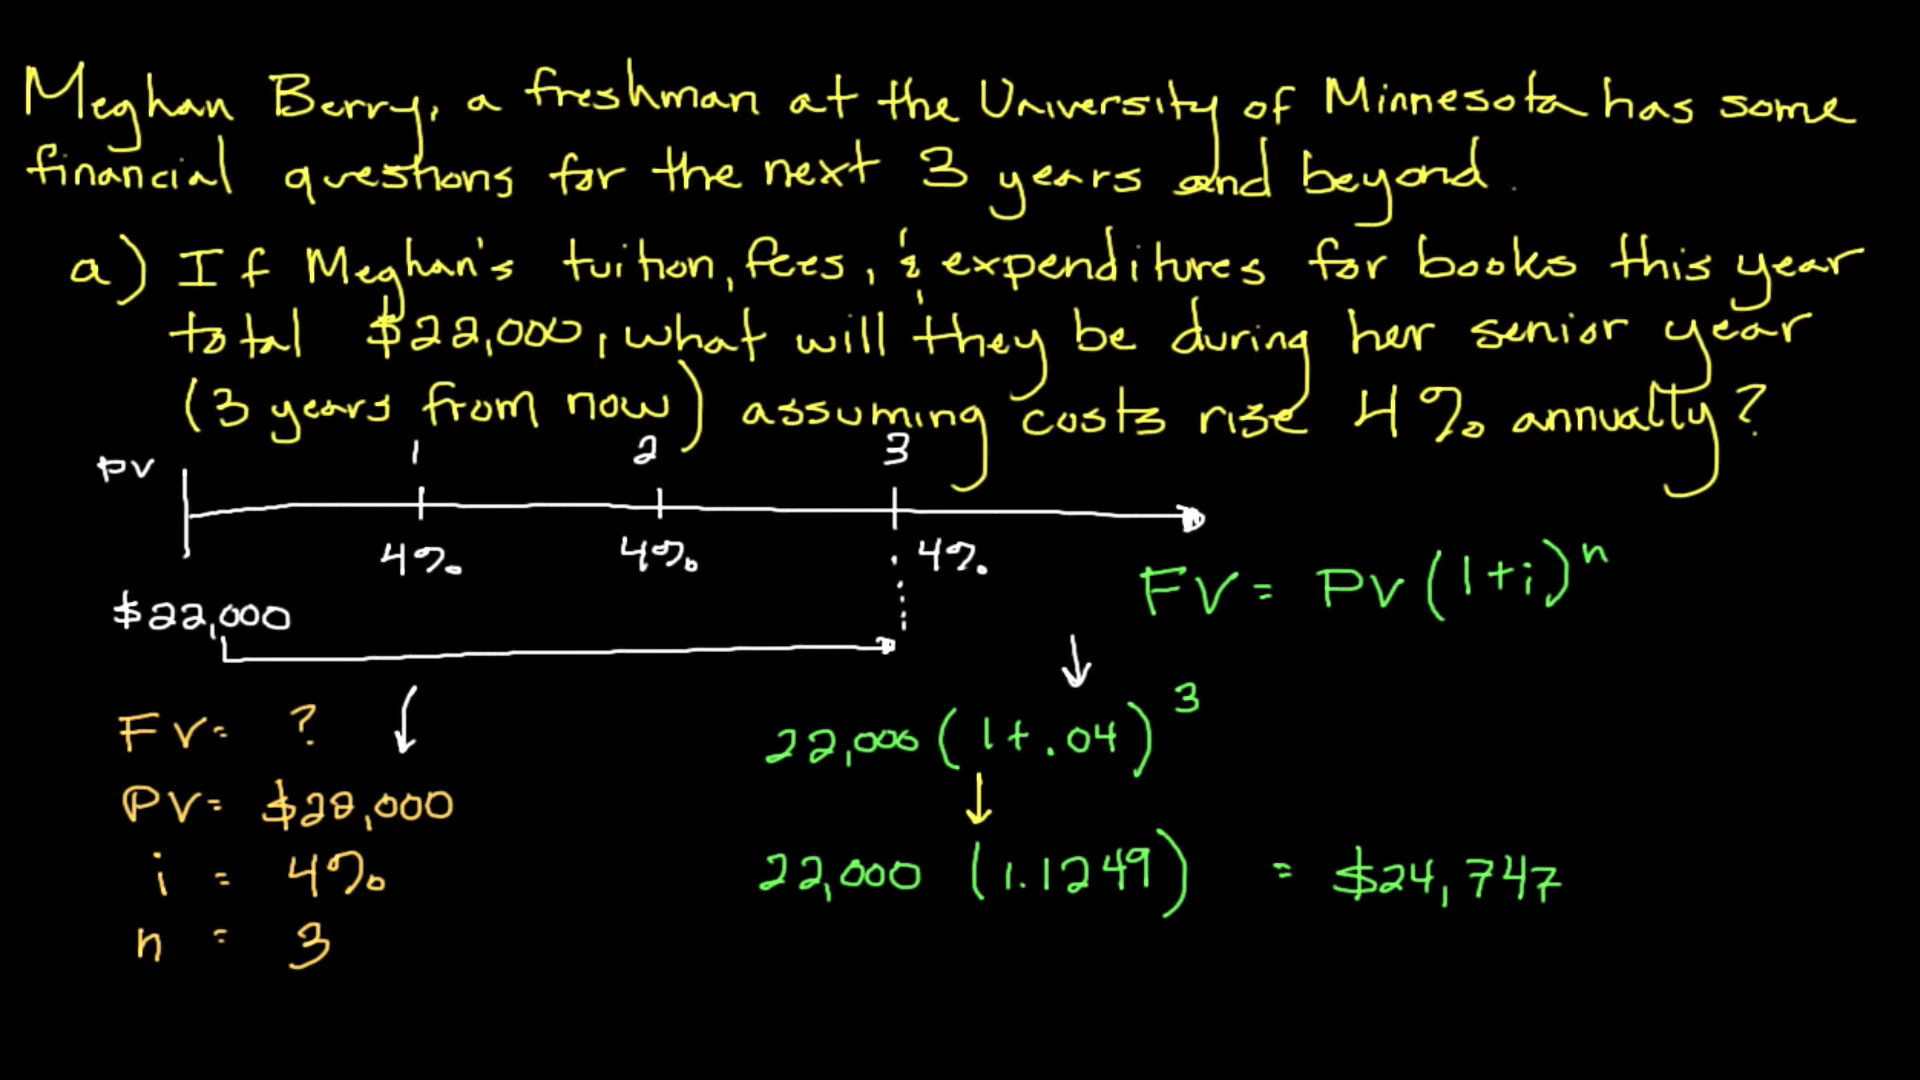 Meghan Berry, a freshman at the University of Minnesota has some
financial questions for the next 3 years and beyond.
a) If Meghan's tuition, fees, & expenditures for books this year
total $22,000, what will they be during her senior year
(3 years from now) assuming costs rise 4% annually?
PV 1 2 3
4% 4% 4%
$22,000
FV = PV(1+i)^n
FV = ?
PV = $22,000
i = 4%
n = 3
22,000 (1+.04)^3
22,000 (1.1249) = $24,747